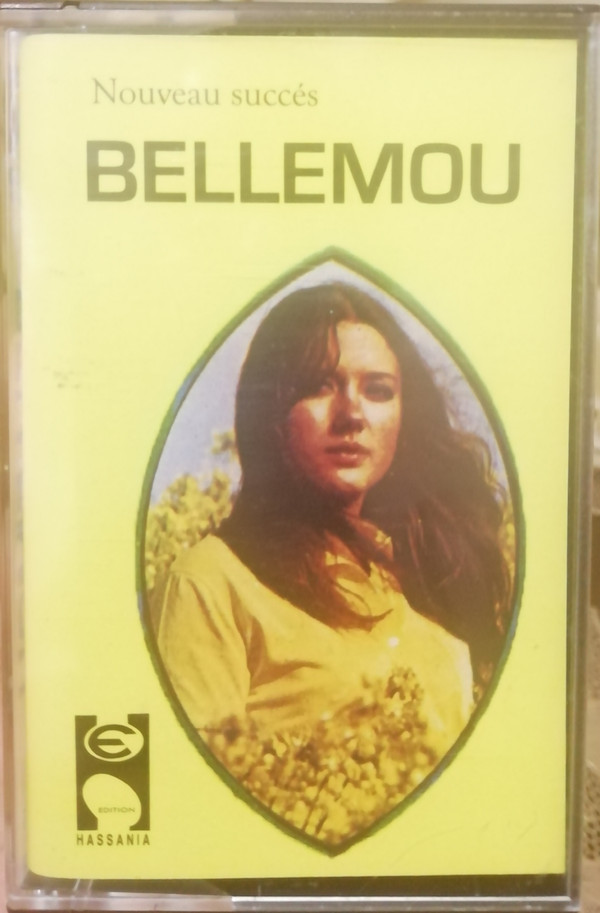 Nouveau succés
BELLEMOU
E
EDITION
HASSANIA